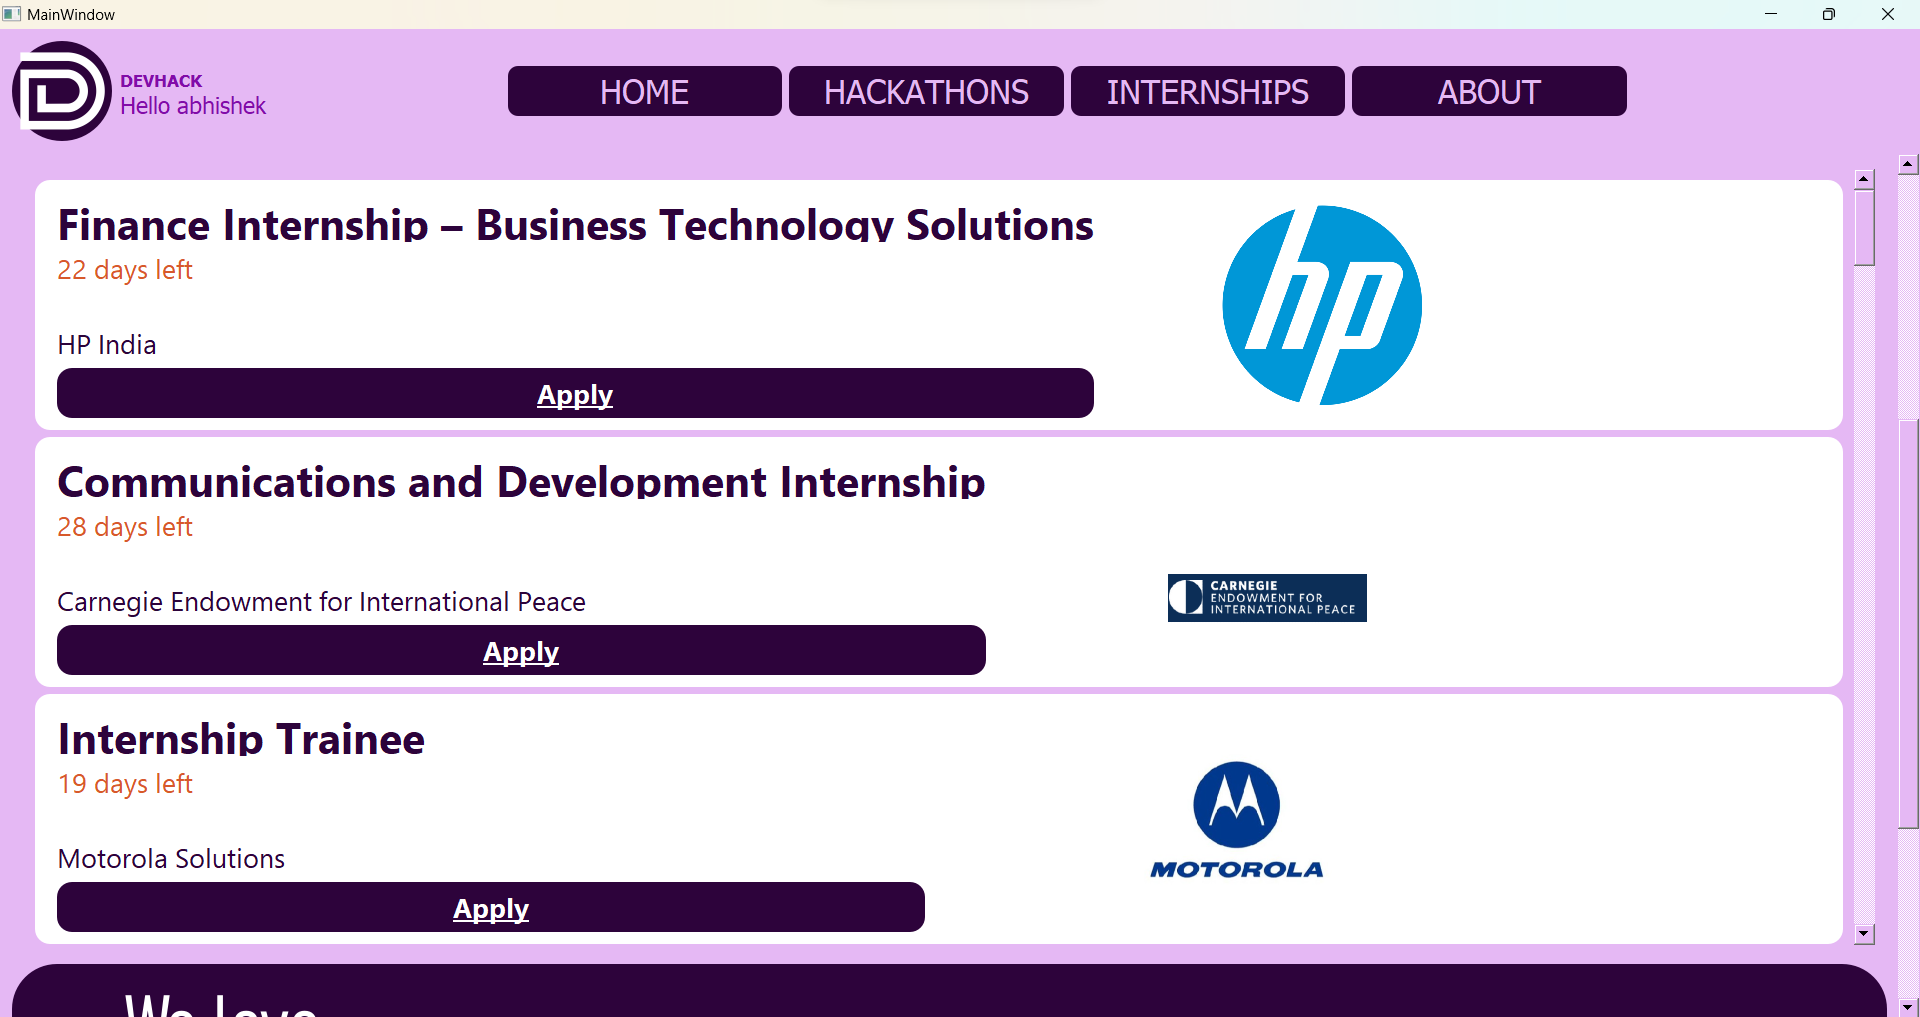 MainWindow
DEVHACK
Hello abhishek
HOME
HACKATHONS
INTERNSHIPS
ABOUT
Finance Internship – Business Technology Solutions
22 days left
HP India
Apply
hp
Communications and Development Internship
28 days left
Carnegie Endowment for International Peace
Apply
CARNEGIE
ENDOWMENT FOR
INTERNATIONAL PEACE
Internship Trainee
19 days left
Motorola Solutions
Apply
MOTOROLA
We Love